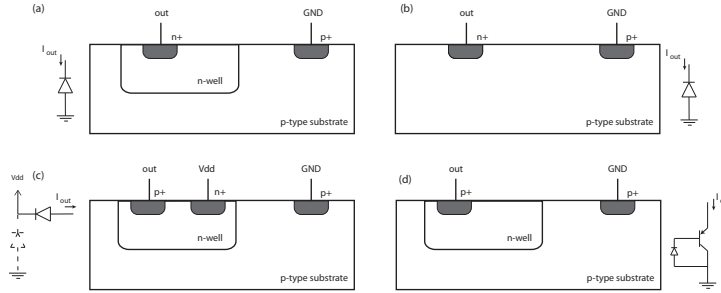 (a)
out
GND
n+
p+
I out
n-well
p-type substrate
(b)
out
GND
n+
p+
I out
p-type substrate
(c)
out
Vdd
GND
p+
n+
p+
Vdd
I out
n-well
p-type substrate
(d)
out
GND
p+
p+
I
n-well
p-type substrate